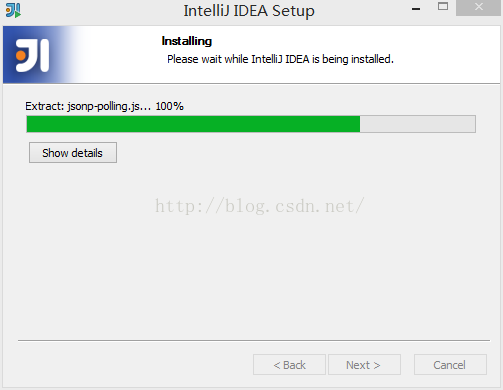 IntelliJ IDEA Setup
Installing
Please wait while IntelliJ IDEA is being installed.
Extract: jsonp-polling.js... 100%
Show details
http://blog.csdn.net/
< Back
Next >
Cancel